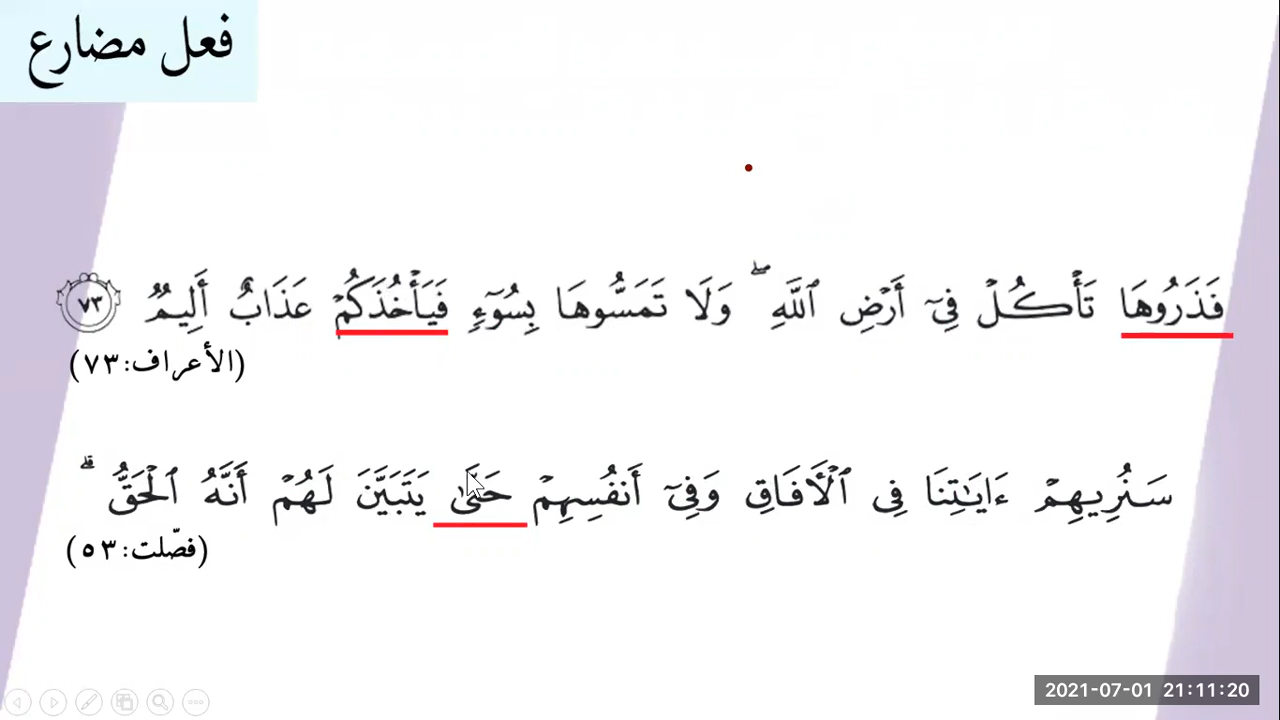 فعل مضارع
فَذَرُوهَا تَأْكُلْ فِىٓ أَرْضِ ٱللَّهِ ۖ وَلَا تَمَسُّوهَا بِسُوٓءٍ فَيَأْخُذَكُمْ عَذَابٌ أَلِيمٌ ٧٣
(الأعراف: ٧٣)
سَنُرِيهِمْ ءَايَـٰتِنَا فِى ٱلْـَٔافَاقِ وَفِىٓ أَنفُسِهِمْ حَتَّىٰ يَتَبَيَّنَ لَهُمْ أَنَّهُ ٱلْحَقُّ ۗ
(فصّلت: ٥٣)
2021-07-01 21:11:20